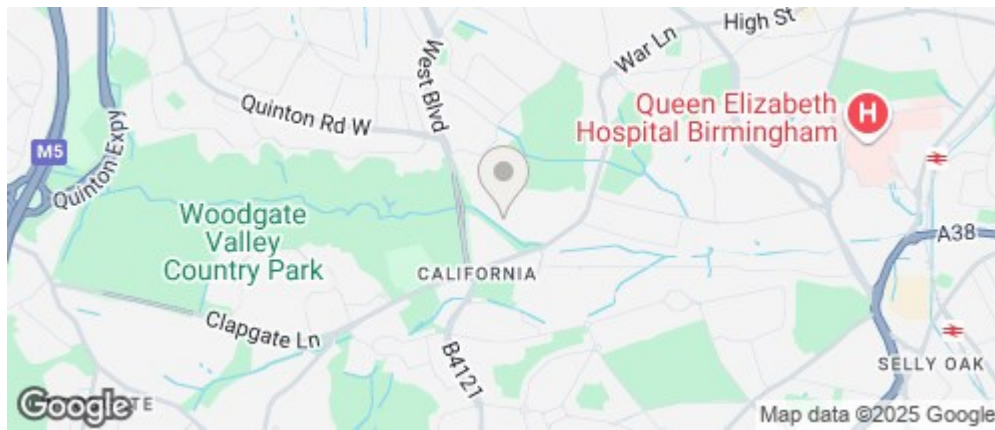 High St
War Ln
West Blvd
Quinton Rd W
Queen Elizabeth
Hospital Birmingham
H
M5
Quinton Expy
Woodgate
Valley
Country Park
A38
CALIFORNIA
Clapgate Ln
B4121
SELLY OAK
Google
TE
Map data ©2025 Google